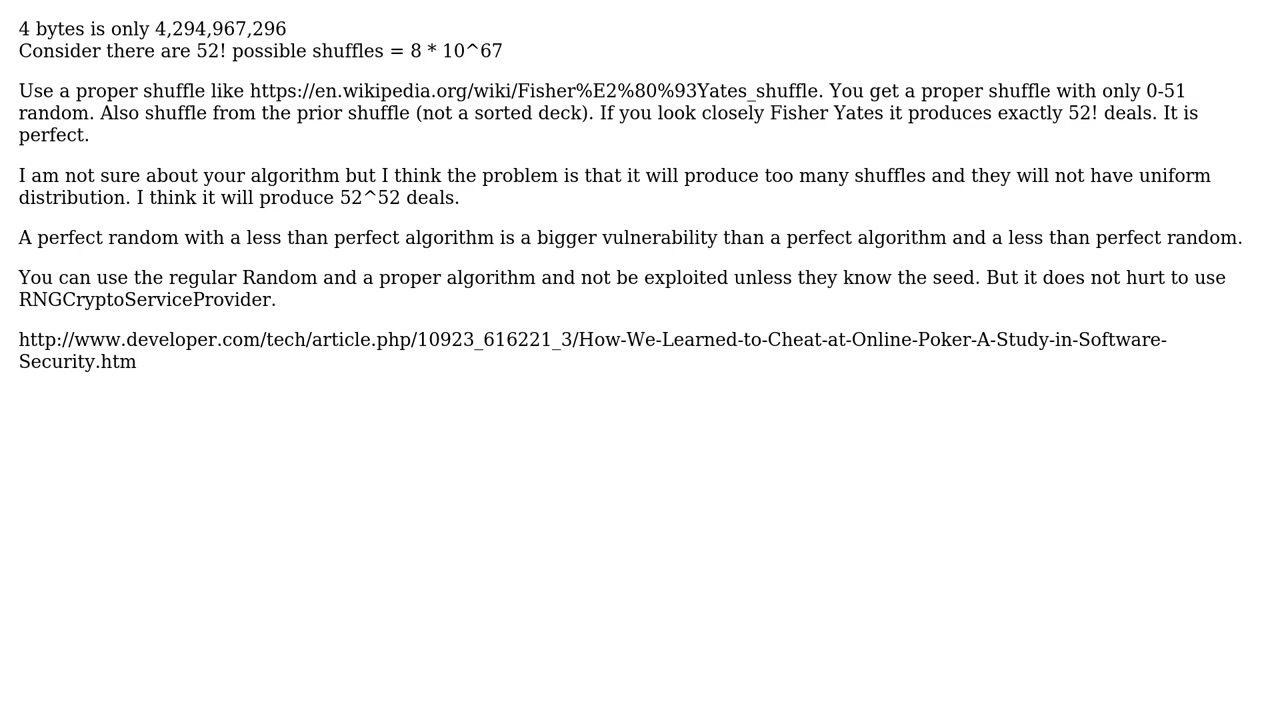 4 bytes is only 4,294,967,296
Consider there are 52! possible shuffles = 8 * 10^67
Use a proper shuffle like https://en.wikipedia.org/wiki/Fisher%E2%80%93Yates_shuffle. You get a proper shuffle with only 0-51
random. Also shuffle from the prior shuffle (not a sorted deck). If you look closely Fisher Yates it produces exactly 52! deals. It is
perfect.
I am not sure about your algorithm but I think the problem is that it will produce too many shuffles and they will not have uniform
distribution. I think it will produce 52^52 deals.
A perfect random with a less than perfect algorithm is a bigger vulnerability than a perfect algorithm and a less than perfect random.
You can use the regular Random and a proper algorithm and not be exploited unless they know the seed. But it does not hurt to use
RNGCryptoServiceProvider.
http://www.developer.com/tech/article.php/10923_616221_3/How-We-Learned-to-Cheat-at-Online-Poker-A-Study-in-Software-
Security.htm